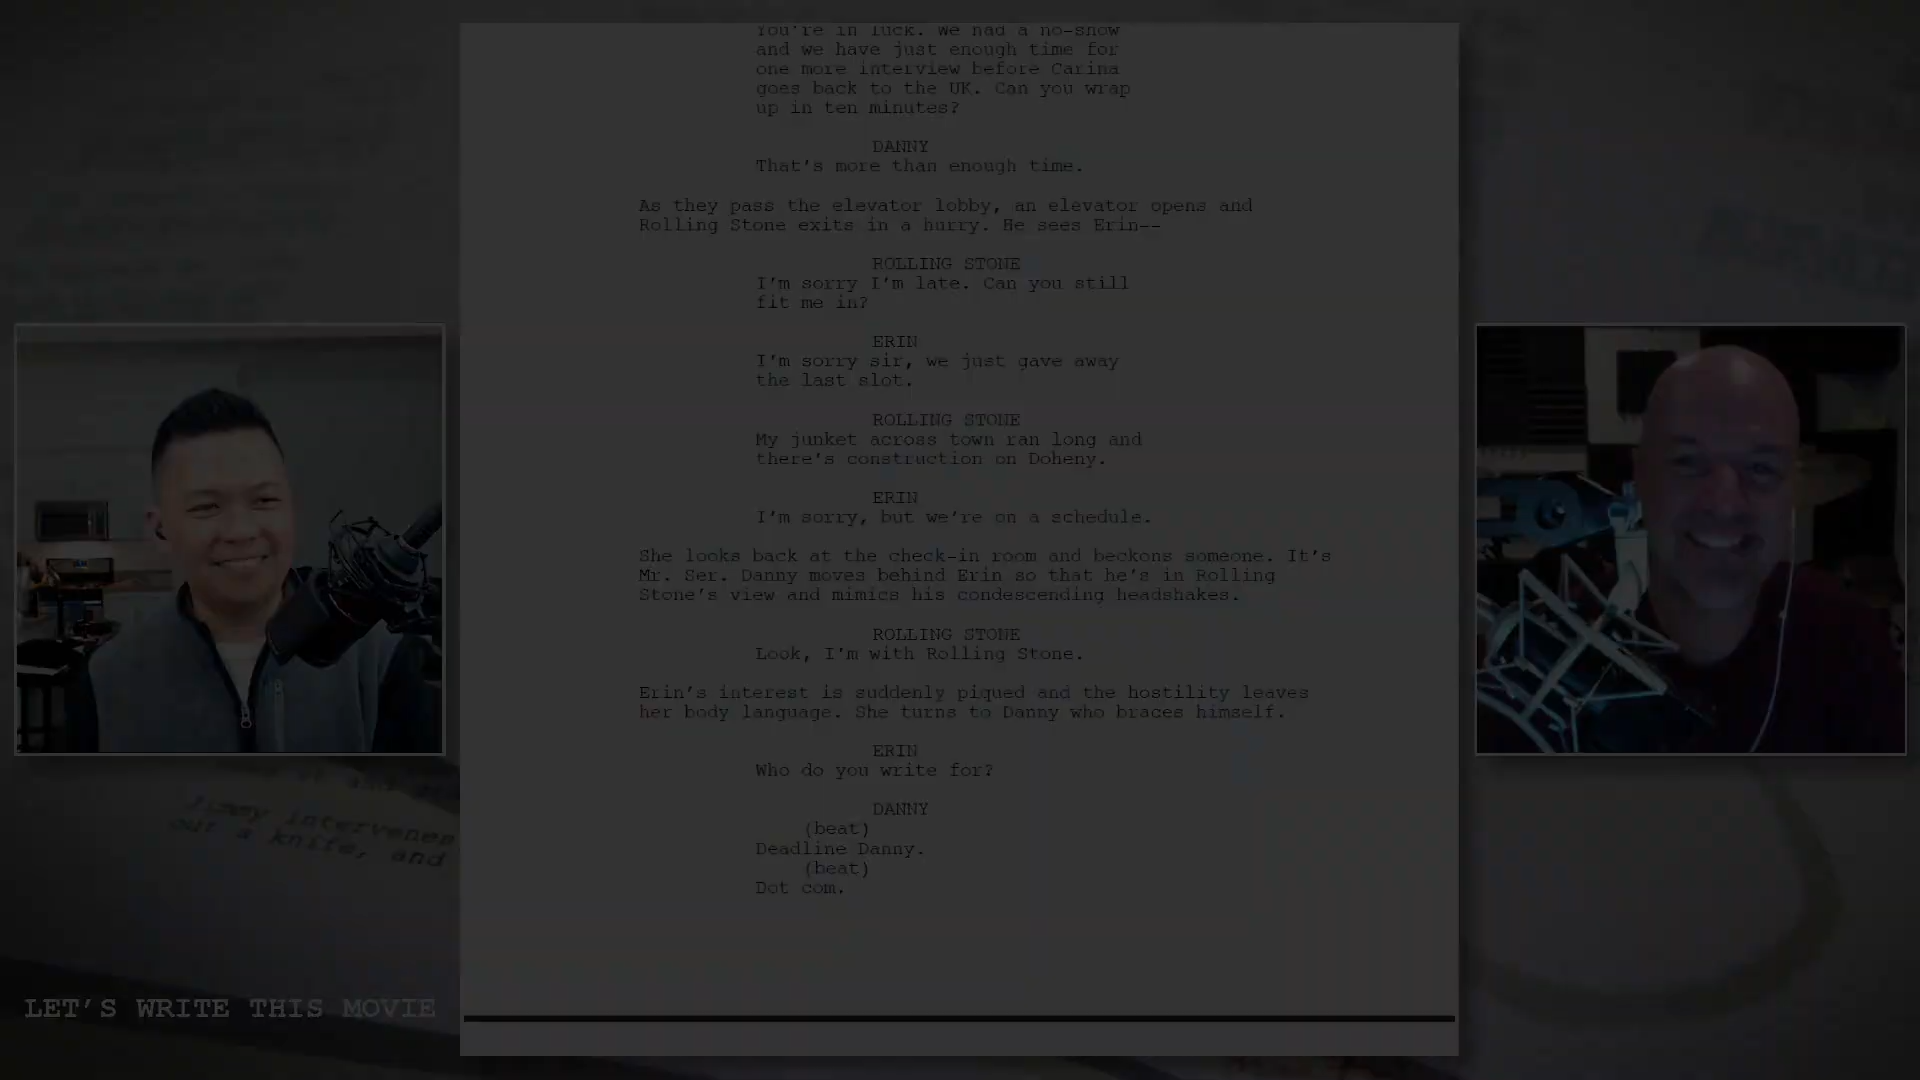 You're in luck. We had a no-show
and we have just enough time for
one more interview before Carina
goes back to the UK. Can you wrap
up in ten minutes?
DANNY
That's more than enough time.
As they pass the elevator lobby, an elevator opens and
Rolling Stone exits in a hurry. He sees Erin--
ROLLING STONE
I'm sorry I'm late. Can you still
fit me in?
ERIN
I'm sorry sir, we just gave away
the last slot.
ROLLING STONE
My junket across town ran long and
there's construction on Doheny.
ERIN
I'm sorry, but we're on a schedule.
She looks back at the check-in room and beckons someone. It's
Mr. Ser. Danny moves behind Erin so that he's in Rolling
Stone's view and mimics his condescending headshakes.
ROLLING STONE
Look, I'm with Rolling Stone.
Erin's interest is suddenly piqued and the hostility leaves
her body language. She turns to Danny who braces himself.
ERIN
Who do you write for?
DANNY
(beat)
Deadline Danny.
(beat)
Dot com.
Jimmy intervenes
out a knife, and
LET'S WRITE THIS MOVIE